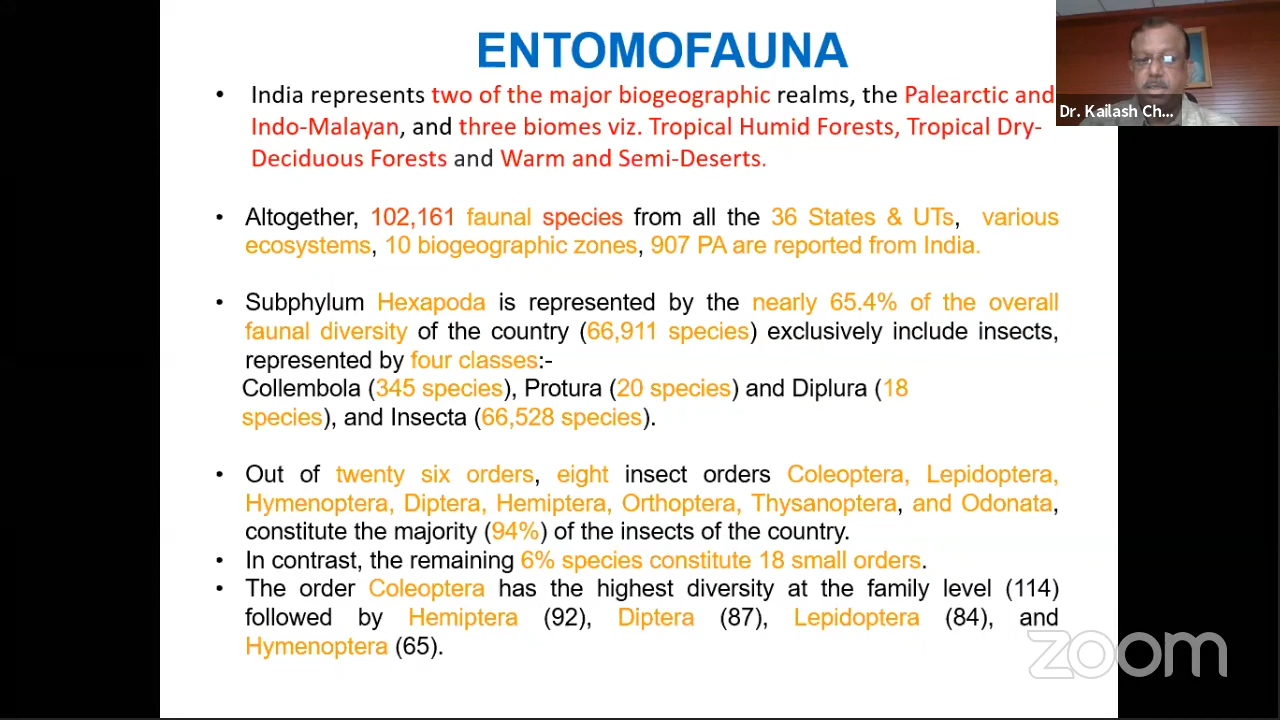 ENTOMOFAUNA
• India represents two of the major biogeographic realms, the Palearctic and
Indo-Malayan, and three biomes viz. Tropical Humid Forests, Tropical Dry-
Deciduous Forests and Warm and Semi-Deserts.
• Altogether, 102,161 faunal species from all the 36 States & UTs, various
ecosystems, 10 biogeographic zones, 907 PA are reported from India.
• Subphylum Hexapoda is represented by the nearly 65.4% of the overall
faunal diversity of the country (66,911 species) exclusively include insects,
represented by four classes:-
Collembola (345 species), Protura (20 species) and Diplura (18
species), and Insecta (66,528 species).
• Out of twenty six orders, eight insect orders Coleoptera, Lepidoptera,
Hymenoptera, Diptera, Hemiptera, Orthoptera, Thysanoptera, and Odonata,
constitute the majority (94%) of the insects of the country.
• In contrast, the remaining 6% species constitute 18 small orders.
• The order Coleoptera has the highest diversity at the family level (114)
followed by Hemiptera (92), Diptera (87), Lepidoptera (84), and
Hymenoptera (65).
Dr. Kailash Ch...
zoom